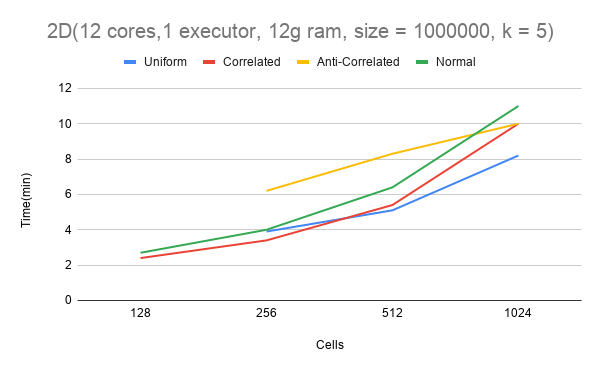 2D(12 cores,1 executor, 12g ram, size = 1000000, k = 5)
Uniform Correlated Anti-Correlated Normal
12
10
8
6
4
2
0
Time(min)
128 256 512 1024
Cells